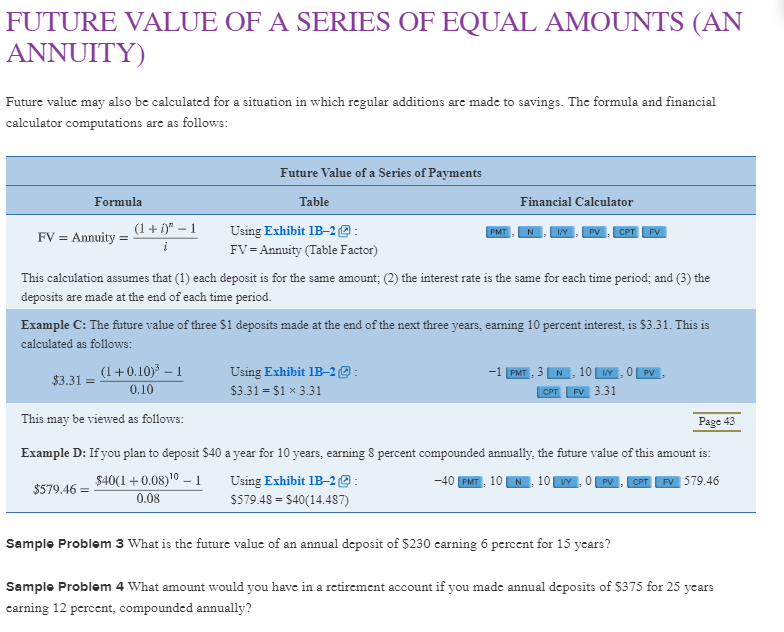 FUTURE VALUE OF A SERIES OF EQUAL AMOUNTS (AN
ANNUITY)
Future value may also be calculated for a situation in which regular additions are made to savings. The formula and financial
calculator computations are as follows:
Future Value of a Series of Payments
Formula Table Financial Calculator
FV = Annuity = (1 + i)ⁿ − 1 / i
Using Exhibit 1B–2 :
FV = Annuity (Table Factor)
PMT , N , I/Y , PV , CPT FV
This calculation assumes that (1) each deposit is for the same amount; (2) the interest rate is the same for each time period; and (3) the
deposits are made at the end of each time period.
Example C: The future value of three $1 deposits made at the end of the next three years, earning 10 percent interest, is $3.31. This is
calculated as follows:
$3.31 = (1 + 0.10)³ − 1 / 0.10
Using Exhibit 1B–2 :
$3.31 = $1 × 3.31
−1 PMT , 3 N , 10 I/Y , 0 PV ,
CPT FV 3.31
This may be viewed as follows:
Page 43
Example D: If you plan to deposit $40 a year for 10 years, earning 8 percent compounded annually, the future value of this amount is:
$579.46 = $40(1 + 0.08)¹⁰ − 1 / 0.08
Using Exhibit 1B–2 :
$579.48 = $40(14.487)
−40 PMT , 10 N , 10 I/Y , 0 PV , CPT FV 579.46
Sample Problem 3 What is the future value of an annual deposit of $230 earning 6 percent for 15 years?
Sample Problem 4 What amount would you have in a retirement account if you made annual deposits of $375 for 25 years
earning 12 percent, compounded annually?